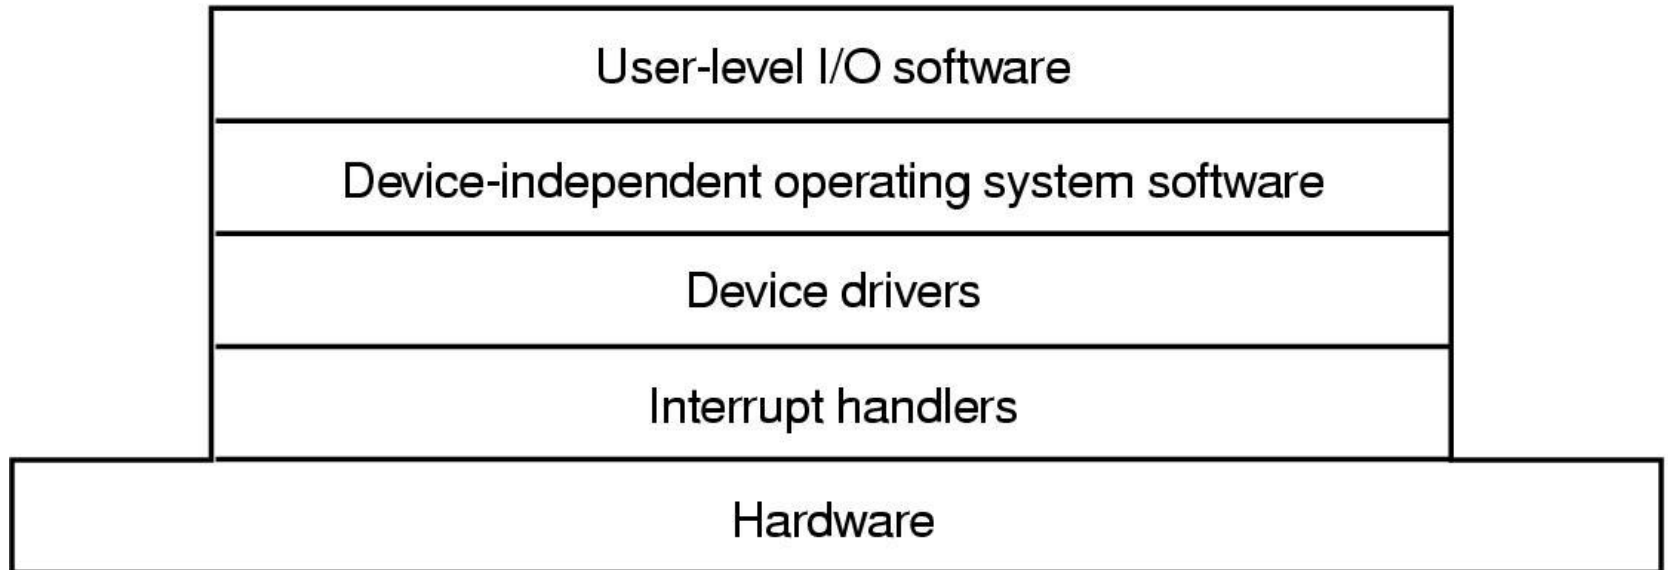 User-level I/O software
Device-independent operating system software
Device drivers
Interrupt handlers
Hardware